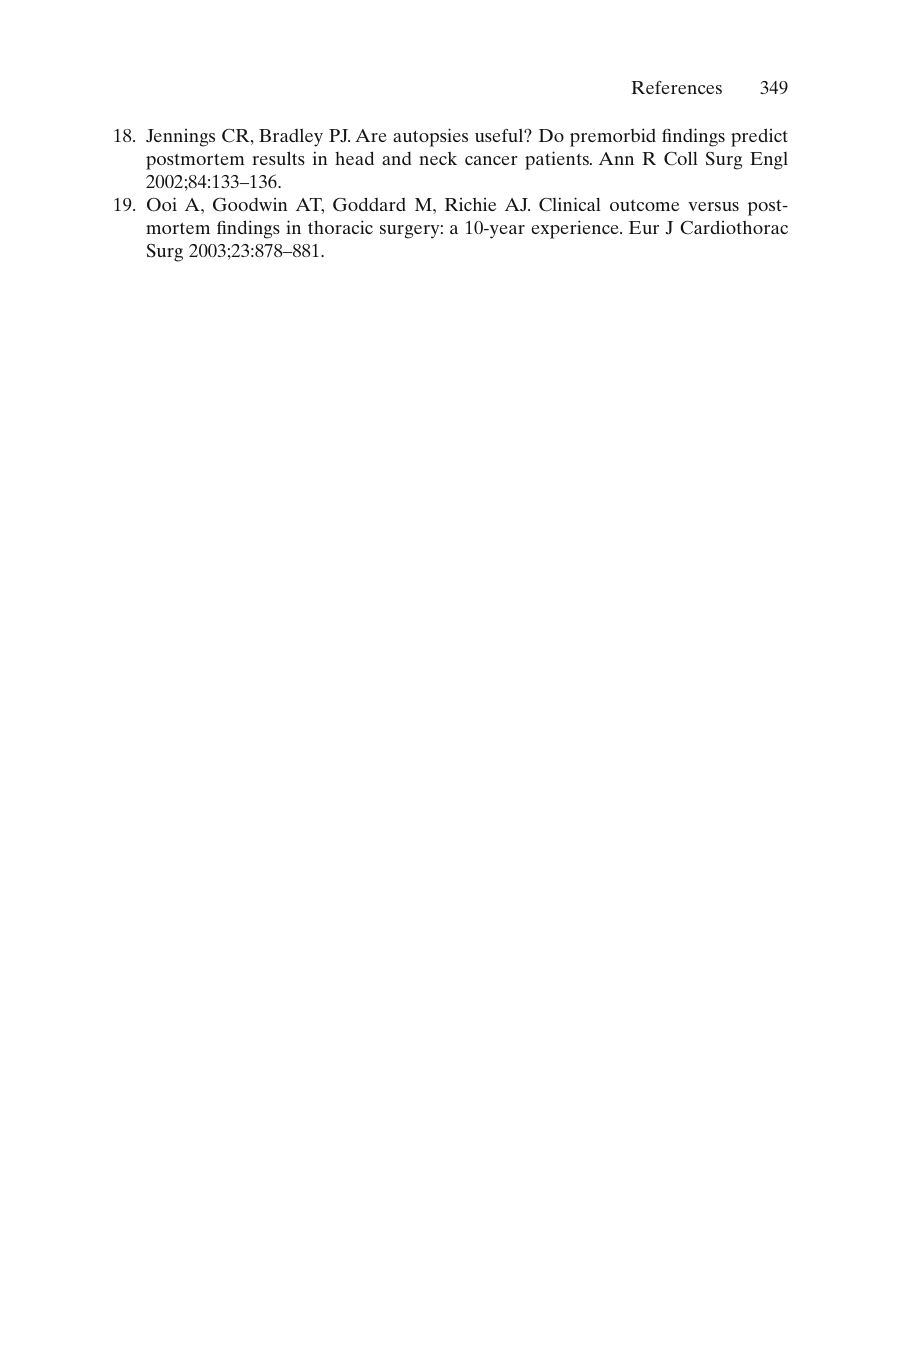 References 349
18. Jennings CR, Bradley PJ. Are autopsies useful? Do premorbid findings predict
postmortem results in head and neck cancer patients. Ann R Coll Surg Engl
2002;84:133–136.
19. Ooi A, Goodwin AT, Goddard M, Richie AJ. Clinical outcome versus post-
mortem findings in thoracic surgery: a 10-year experience. Eur J Cardiothorac
Surg 2003;23:878–881.